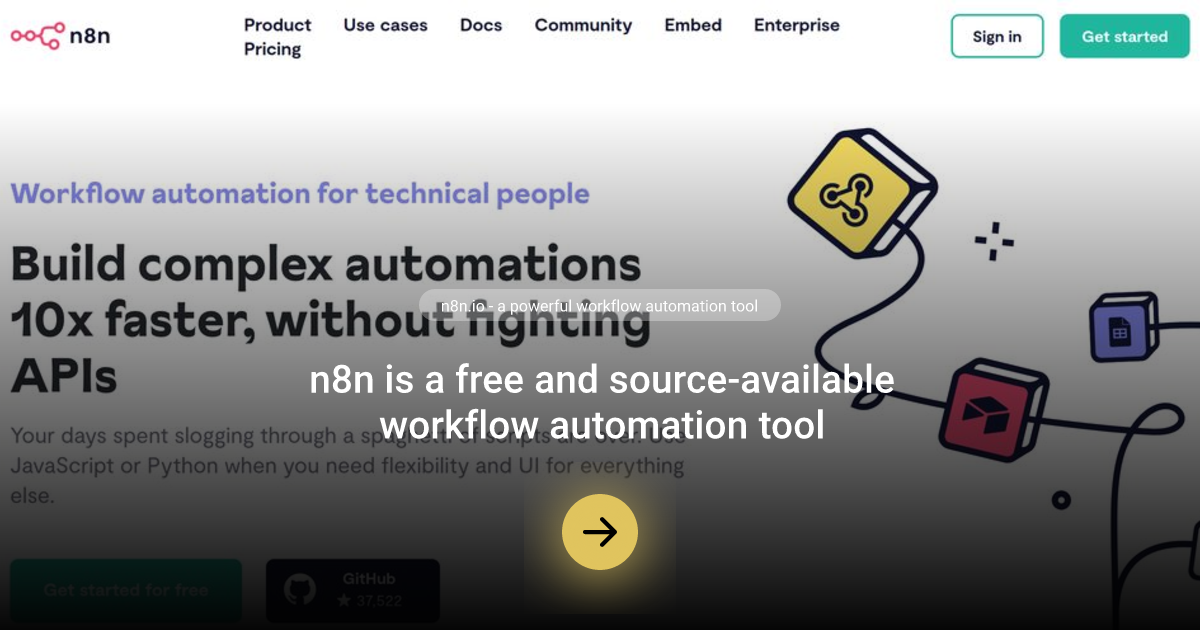 n8n
Product Use cases Docs Community Embed Enterprise
Pricing
Sign in
Get started
Workflow automation for technical people
Build complex automations
10x faster, without fighting
APIs
n8n.io - a powerful workflow automation tool
n8n is a free and source-available
workflow automation tool
Your days spent slogging through a spaghetti of scripts are over. Use
JavaScript or Python when you need flexibility and UI for everything
else.
Get started for free
GitHub
★ 37,522